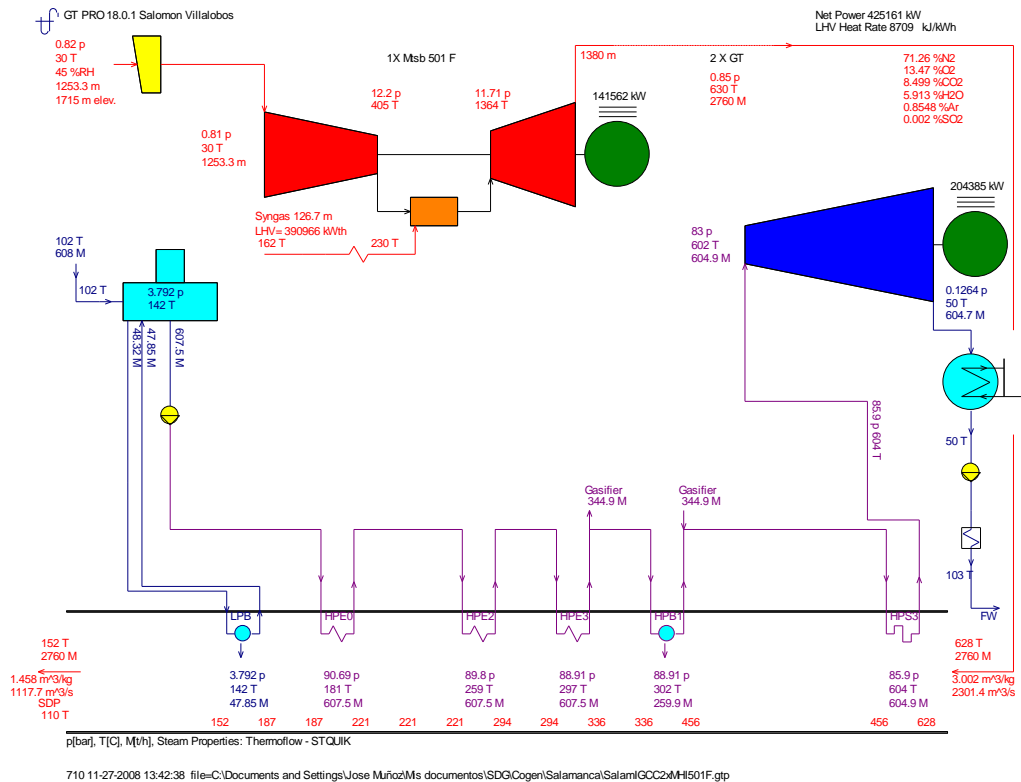 GT PRO 18.0.1 Salomon Villalobos
Net Power 425161 kW
LHV Heat Rate 8709 kJ/kWh
0.82 p
30 T
45 %RH
1253.3 m
1715 m elev.
1X Mtsb 501 F
1380 m
2 X GT
0.85 p
630 T
2760 M
71.26 %N2
13.47 %O2
8.499 %CO2
5.913 %H2O
0.8548 %Ar
0.002 %SO2
12.2 p
405 T
11.71 p
1364 T
141562 kW
0.81 p
30 T
1253.3 m
204385 kW
Syngas 126.7 m
LHV= 390966 kWth
162 T
230 T
83 p
602 T
604.9 M
102 T
608 M
102 T
3.792 p
142 T
0.1264 p
50 T
604.7 M
48.32 M
47.85 M
607.5 M
85.9 p 604 T
50 T
Gasifier
344.9 M
Gasifier
344.9 M
103 T
FW
LPB
HPE0
HPE2
HPE3
HPB1
HPS3
152 T
2760 M
1.458 m^3/kg
1117.7 m^3/s
SDP
110 T
628 T
2760 M
3.002 m^3/kg
2301.4 m^3/s
3.792 p
142 T
47.85 M
90.69 p
181 T
607.5 M
89.8 p
259 T
607.5 M
88.91 p
297 T
607.5 M
88.91 p
302 T
259.9 M
85.9 p
604 T
604.9 M
152 187 187 221 221 221 294 294 336 336 456 456 628
p[bar], T[C], M[t/h], Steam Properties: Thermoflow - STQUIK
710 11-27-2008 13:42:38 file=C:\Documents and Settings\Jose Muñoz\Mis documentos\SDG\Cogen\Salamanca\SalamIGCC2xMHI501F.gtp